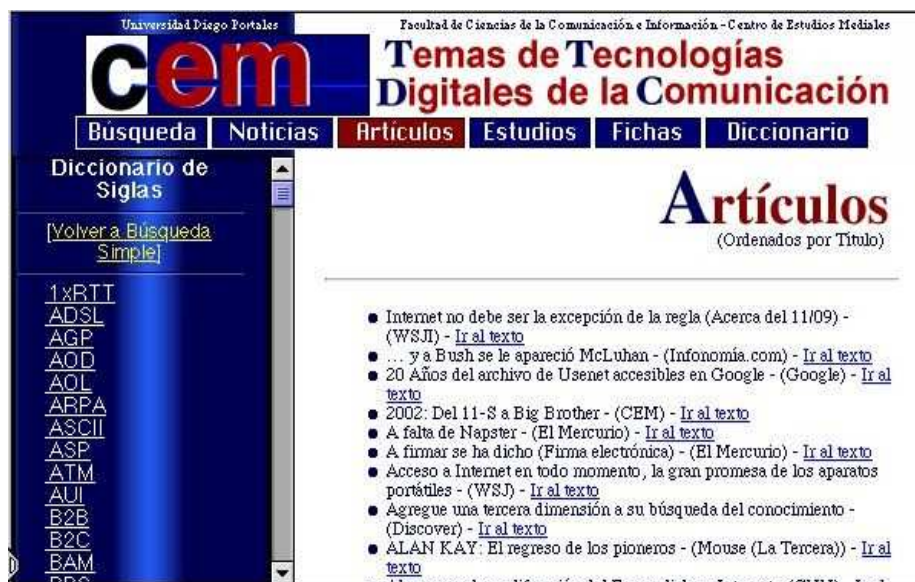 Universidad Diego Portales
Facultad de Ciencias de la Comunicación e Información - Centro de Estudios Mediales
cem
Temas de Tecnologías
Digitales de la Comunicación
Búsqueda Noticias Artículos Estudios Fichas Diccionario
Diccionario de
Siglas
[Volver a Búsqueda
Simple]
1xRTT
ADSL
AGP
AOD
AOL
ARPA
ASCII
ASP
ATM
AUI
B2B
B2C
BAM
Artículos
(Ordenados por Título)
Internet no debe ser la excepción de la regla (Acerca del 11/09) -
(WSJI) - Ir al texto
... y a Bush se le apareció McLuhan - (Infonomía.com) - Ir al texto
20 Años del archivo de Usenet accesibles en Google - (Google) - Ir al
texto
2002: Del 11-S a Big Brother - (CEM) - Ir al texto
A falta de Napster - (El Mercurio) - Ir al texto
A firmar se ha dicho (Firma electrónica) - (El Mercurio) - Ir al texto
Acceso a Internet en todo momento, la gran promesa de los aparatos
portátiles - (WSJ) - Ir al texto
Agregue una tercera dimensión a su búsqueda del conocimiento -
(Discover) - Ir al texto
ALAN KAY: El regreso de los pioneros - (Mouse (La Tercera)) - Ir al
texto